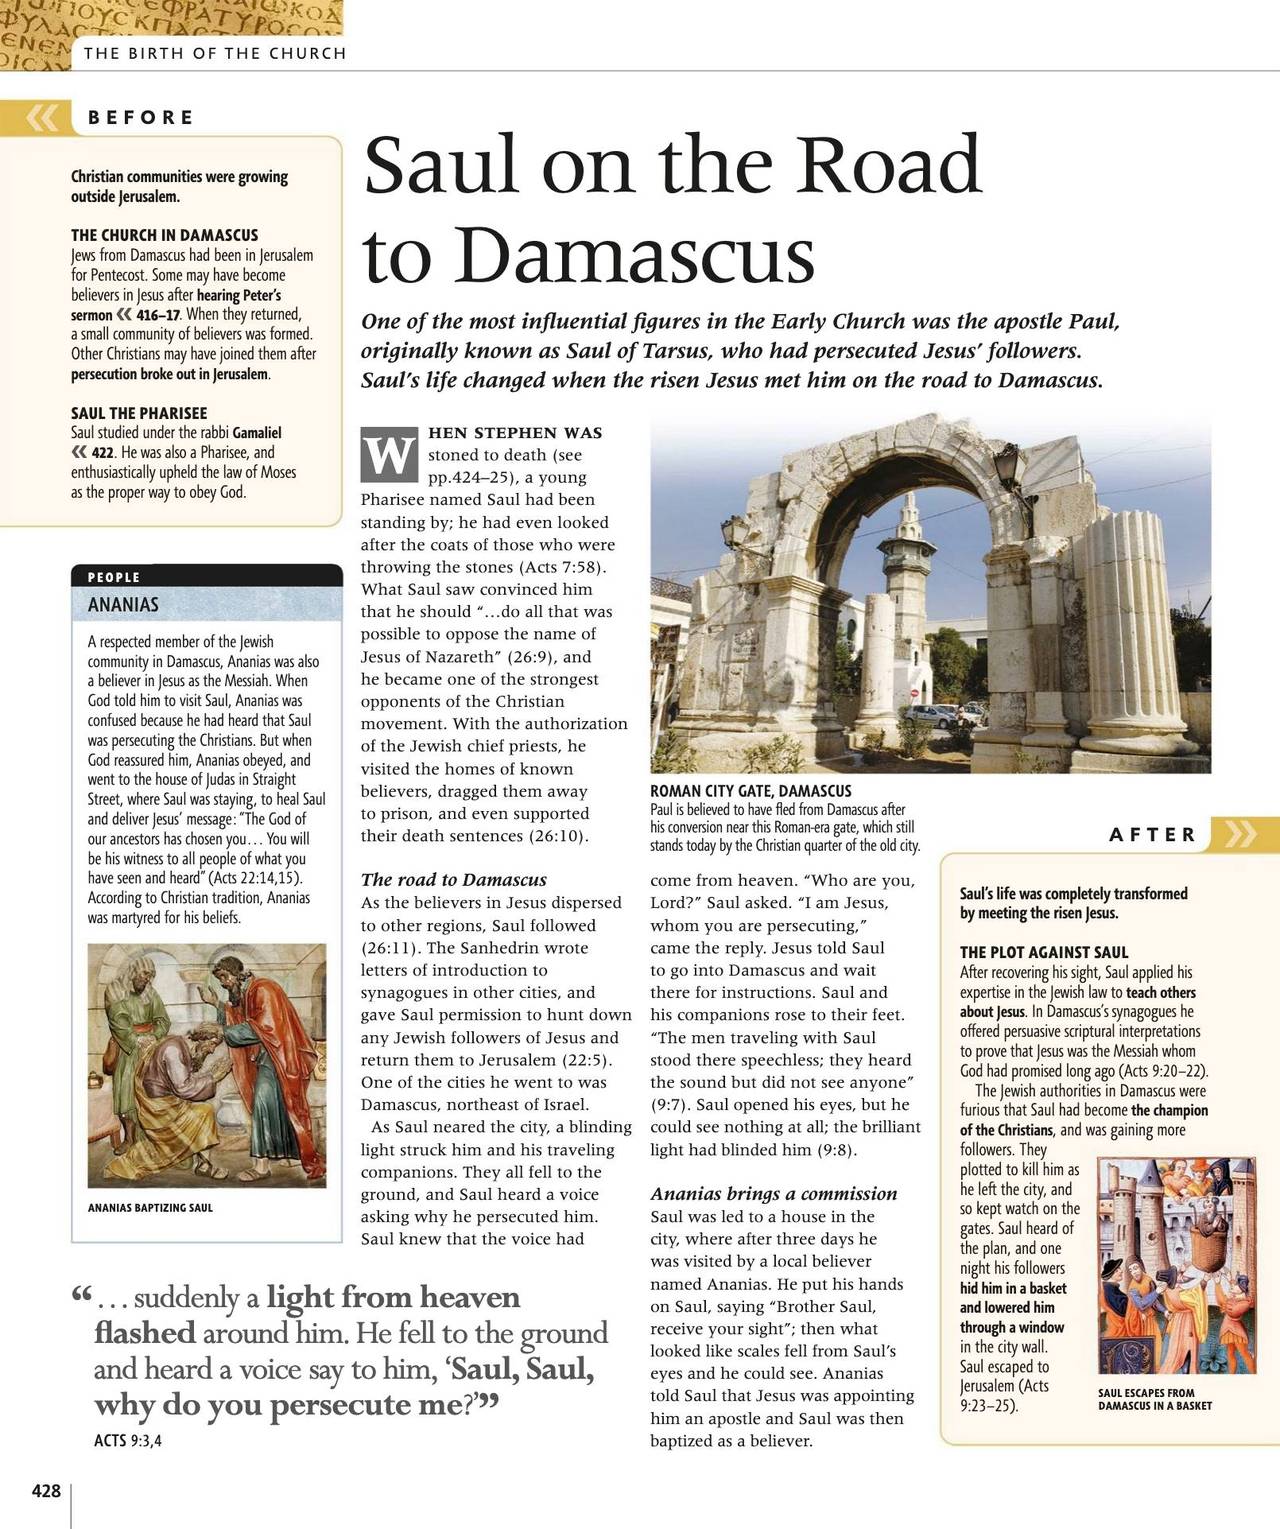 THE BIRTH OF THE CHURCH
BEFORE
Christian communities were growing
outside Jerusalem.
THE CHURCH IN DAMASCUS
Jews from Damascus had been in Jerusalem
for Pentecost. Some may have become
believers in Jesus after hearing Peter's
sermon « 416–17. When they returned,
a small community of believers was formed.
Other Christians may have joined them after
persecution broke out in Jerusalem.
SAUL THE PHARISEE
Saul studied under the rabbi Gamaliel
« 422. He was also a Pharisee, and
enthusiastically upheld the law of Moses
as the proper way to obey God.
PEOPLE
ANANIAS
A respected member of the Jewish
community in Damascus, Ananias was also
a believer in Jesus as the Messiah. When
God told him to visit Saul, Ananias was
confused because he had heard that Saul
was persecuting the Christians. But when
God reassured him, Ananias obeyed, and
went to the house of Judas in Straight
Street, where Saul was staying, to heal Saul
and deliver Jesus' message: "The God of
our ancestors has chosen you… You will
be his witness to all people of what you
have seen and heard" (Acts 22:14,15).
According to Christian tradition, Ananias
was martyred for his beliefs.
ANANIAS BAPTIZING SAUL
Saul on the Road
to Damascus
One of the most influential figures in the Early Church was the apostle Paul,
originally known as Saul of Tarsus, who had persecuted Jesus' followers.
Saul's life changed when the risen Jesus met him on the road to Damascus.
WHEN STEPHEN WAS
stoned to death (see
pp.424–25), a young
Pharisee named Saul had been
standing by; he had even looked
after the coats of those who were
throwing the stones (Acts 7:58).
What Saul saw convinced him
that he should "…do all that was
possible to oppose the name of
Jesus of Nazareth" (26:9), and
he became one of the strongest
opponents of the Christian
movement. With the authorization
of the Jewish chief priests, he
visited the homes of known
believers, dragged them away
to prison, and even supported
their death sentences (26:10).
The road to Damascus
As the believers in Jesus dispersed
to other regions, Saul followed
(26:11). The Sanhedrin wrote
letters of introduction to
synagogues in other cities, and
gave Saul permission to hunt down
any Jewish followers of Jesus and
return them to Jerusalem (22:5).
One of the cities he went to was
Damascus, northeast of Israel.
As Saul neared the city, a blinding
light struck him and his traveling
companions. They all fell to the
ground, and Saul heard a voice
asking why he persecuted him.
Saul knew that the voice had
ROMAN CITY GATE, DAMASCUS
Paul is believed to have fled from Damascus after
his conversion near this Roman-era gate, which still
stands today by the Christian quarter of the old city.
come from heaven. "Who are you,
Lord?" Saul asked. "I am Jesus,
whom you are persecuting,"
came the reply. Jesus told Saul
to go into Damascus and wait
there for instructions. Saul and
his companions rose to their feet.
"The men traveling with Saul
stood there speechless; they heard
the sound but did not see anyone"
(9:7). Saul opened his eyes, but he
could see nothing at all; the brilliant
light had blinded him (9:8).
Ananias brings a commission
Saul was led to a house in the
city, where after three days he
was visited by a local believer
named Ananias. He put his hands
on Saul, saying "Brother Saul,
receive your sight"; then what
looked like scales fell from Saul's
eyes and he could see. Ananias
told Saul that Jesus was appointing
him an apostle and Saul was then
baptized as a believer.
"…suddenly a light from heaven
flashed around him. He fell to the ground
and heard a voice say to him, 'Saul, Saul,
why do you persecute me?'"
ACTS 9:3,4
AFTER
Saul's life was completely transformed
by meeting the risen Jesus.
THE PLOT AGAINST SAUL
After recovering his sight, Saul applied his
expertise in the Jewish law to teach others
about Jesus. In Damascus's synagogues he
offered persuasive scriptural interpretations
to prove that Jesus was the Messiah whom
God had promised long ago (Acts 9:20–22).
The Jewish authorities in Damascus were
furious that Saul had become the champion
of the Christians, and was gaining more
followers. They
plotted to kill him as
he left the city, and
so kept watch on the
gates. Saul heard of
the plan, and one
night his followers
hid him in a basket
and lowered him
through a window
in the city wall.
Saul escaped to
Jerusalem (Acts
9:23–25).
SAUL ESCAPES FROM
DAMASCUS IN A BASKET
428